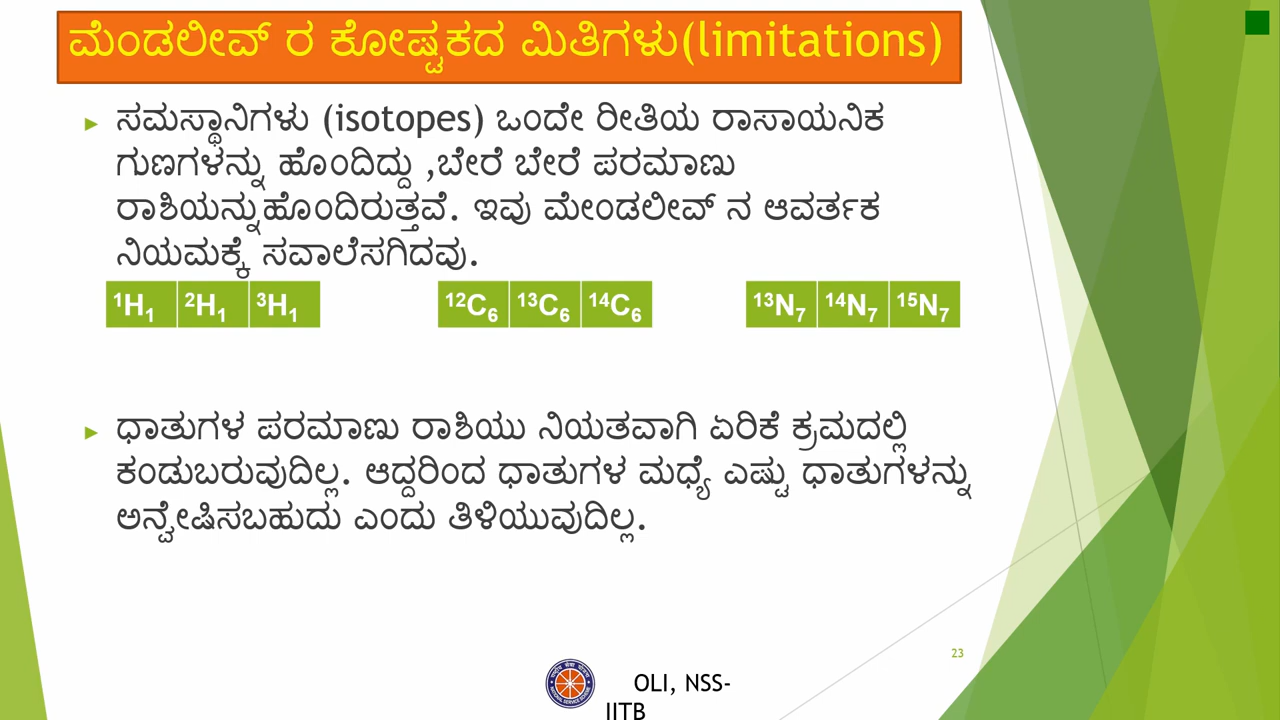 ಮೆಂಡಲೀವ್ ರ ಕೋಷ್ಟಕದ ಮಿತಿಗಳು(limitations)
▶ ಸಮಸ್ಥಾನಿಗಳು (isotopes) ಒಂದೇ ರೀತಿಯ ರಾಸಾಯನಿಕ
ಗುಣಗಳನ್ನು ಹೊಂದಿದ್ದು ,ಬೇರೆ ಬೇರೆ ಪರಮಾಣು
ರಾಶಿಯನ್ನುಹೊಂದಿರುತ್ತವೆ. ಇವು ಮೇಂಡಲೀವ್ ನ ಆವರ್ತಕ
ನಿಯಮಕ್ಕೆ ಸವಾಲೆಸಗಿದವು.
¹H₁ ²H₁ ³H₁ ¹²C₆ ¹³C₆ ¹⁴C₆ ¹³N₇ ¹⁴N₇ ¹⁵N₇
▶ ಧಾತುಗಳ ಪರಮಾಣು ರಾಶಿಯು ನಿಯತವಾಗಿ ಏರಿಕೆ ಕ್ರಮದಲ್ಲಿ
ಕಂಡುಬರುವುದಿಲ್ಲ. ಆದ್ದರಿಂದ ಧಾತುಗಳ ಮಧ್ಯೆ ಎಷ್ಟು ಧಾತುಗಳನ್ನು
ಅನ್ವೇಷಿಸಬಹುದು ಎಂದು ತಿಳಿಯುವುದಿಲ್ಲ.
23
OLI, NSS-
IITB